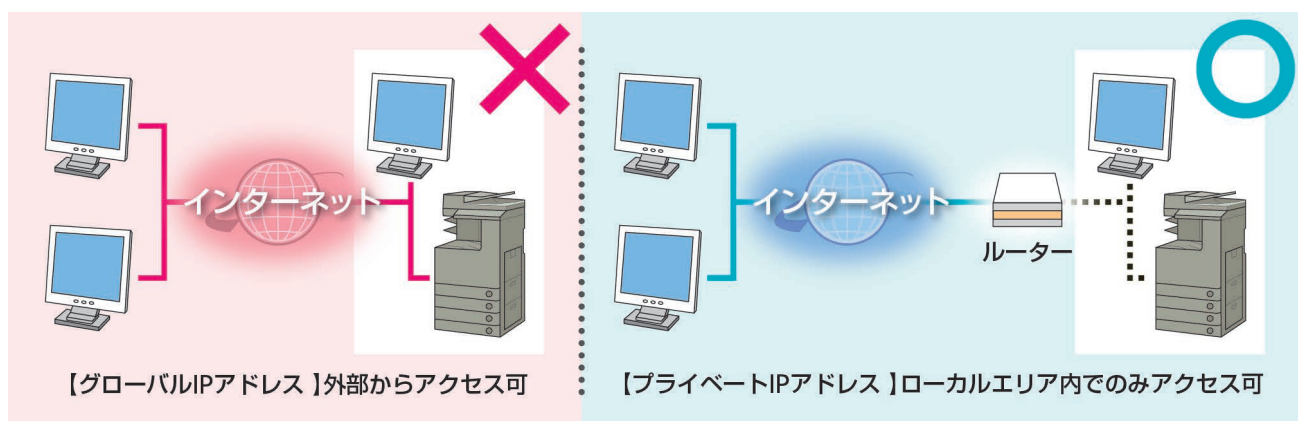 インターネット
【グローバルIPアドレス】外部からアクセス可
インターネット
ルーター
【プライベートIPアドレス】ローカルエリア内でのみアクセス可